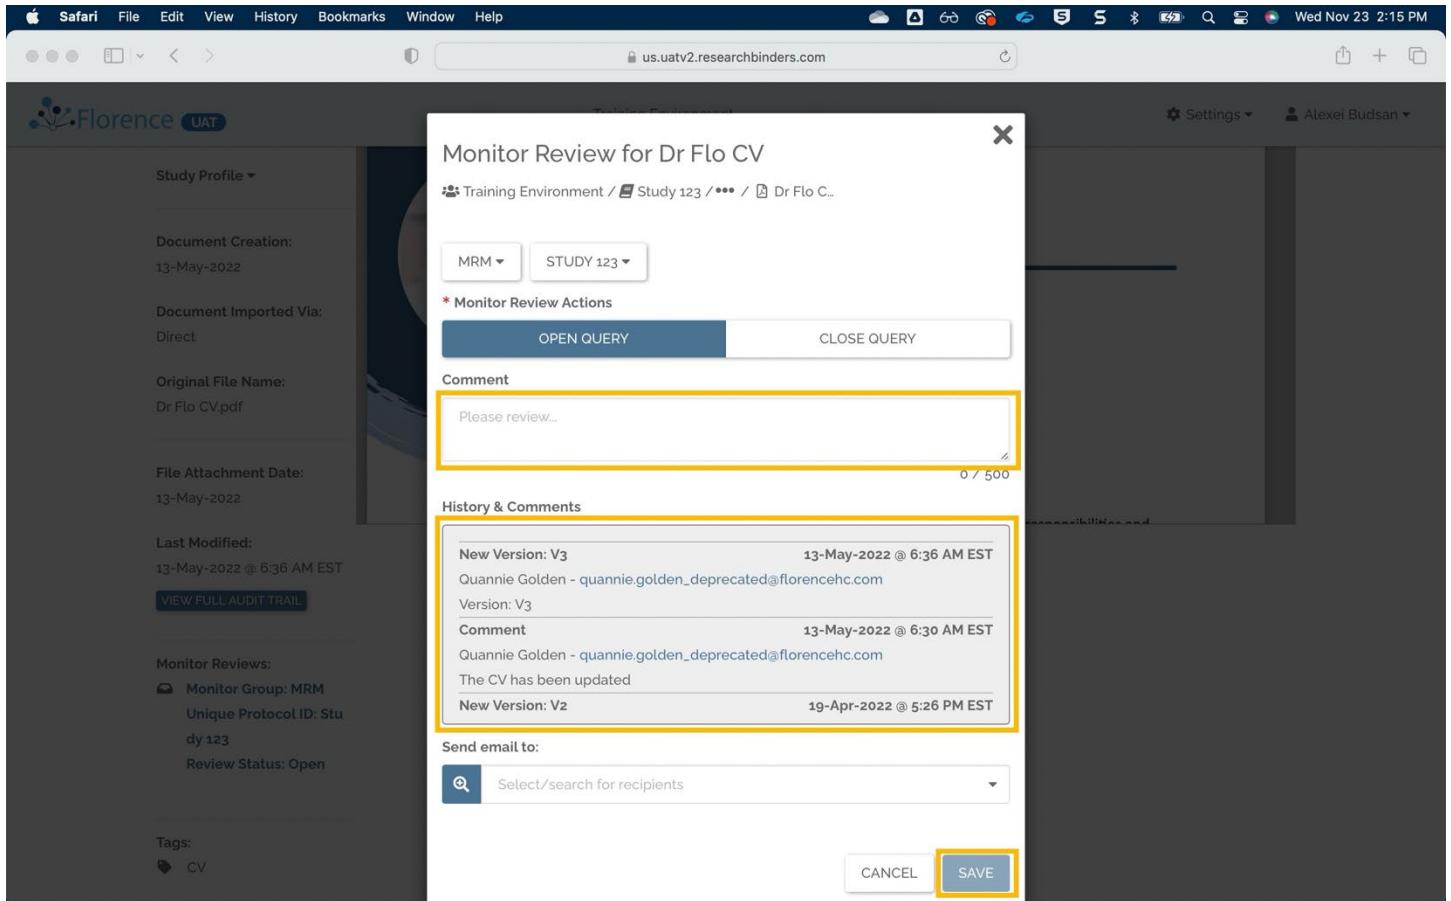 Safari File Edit View History Bookmarks Window Help Wed Nov 23 2:15 PM
us.uatv2.researchbinders.com
Florence UAT
Training Environment
Settings
Alexei Budsan
Study Profile
Document Creation:
13-May-2022
Document Imported Via:
Direct
Original File Name:
Dr Flo CV.pdf
File Attachment Date:
13-May-2022
Last Modified:
13-May-2022 @ 6:36 AM EST
VIEW FULL AUDIT TRAIL
Monitor Reviews:
Monitor Group: MRM
Unique Protocol ID: Stu
dy 123
Review Status: Open
Tags:
CV
Monitor Review for Dr Flo CV
Training Environment / Study 123 / ••• / Dr Flo C...
MRM
STUDY 123
* Monitor Review Actions
OPEN QUERY
CLOSE QUERY
Comment
Please review...
0 / 500
History & Comments
New Version: V3 13-May-2022 @ 6:36 AM EST
Quannie Golden - quannie.golden_deprecated@florencehc.com
Version: V3
Comment 13-May-2022 @ 6:30 AM EST
Quannie Golden - quannie.golden_deprecated@florencehc.com
The CV has been updated
New Version: V2 19-Apr-2022 @ 5:26 PM EST
Send email to:
Select/search for recipients
CANCEL
SAVE